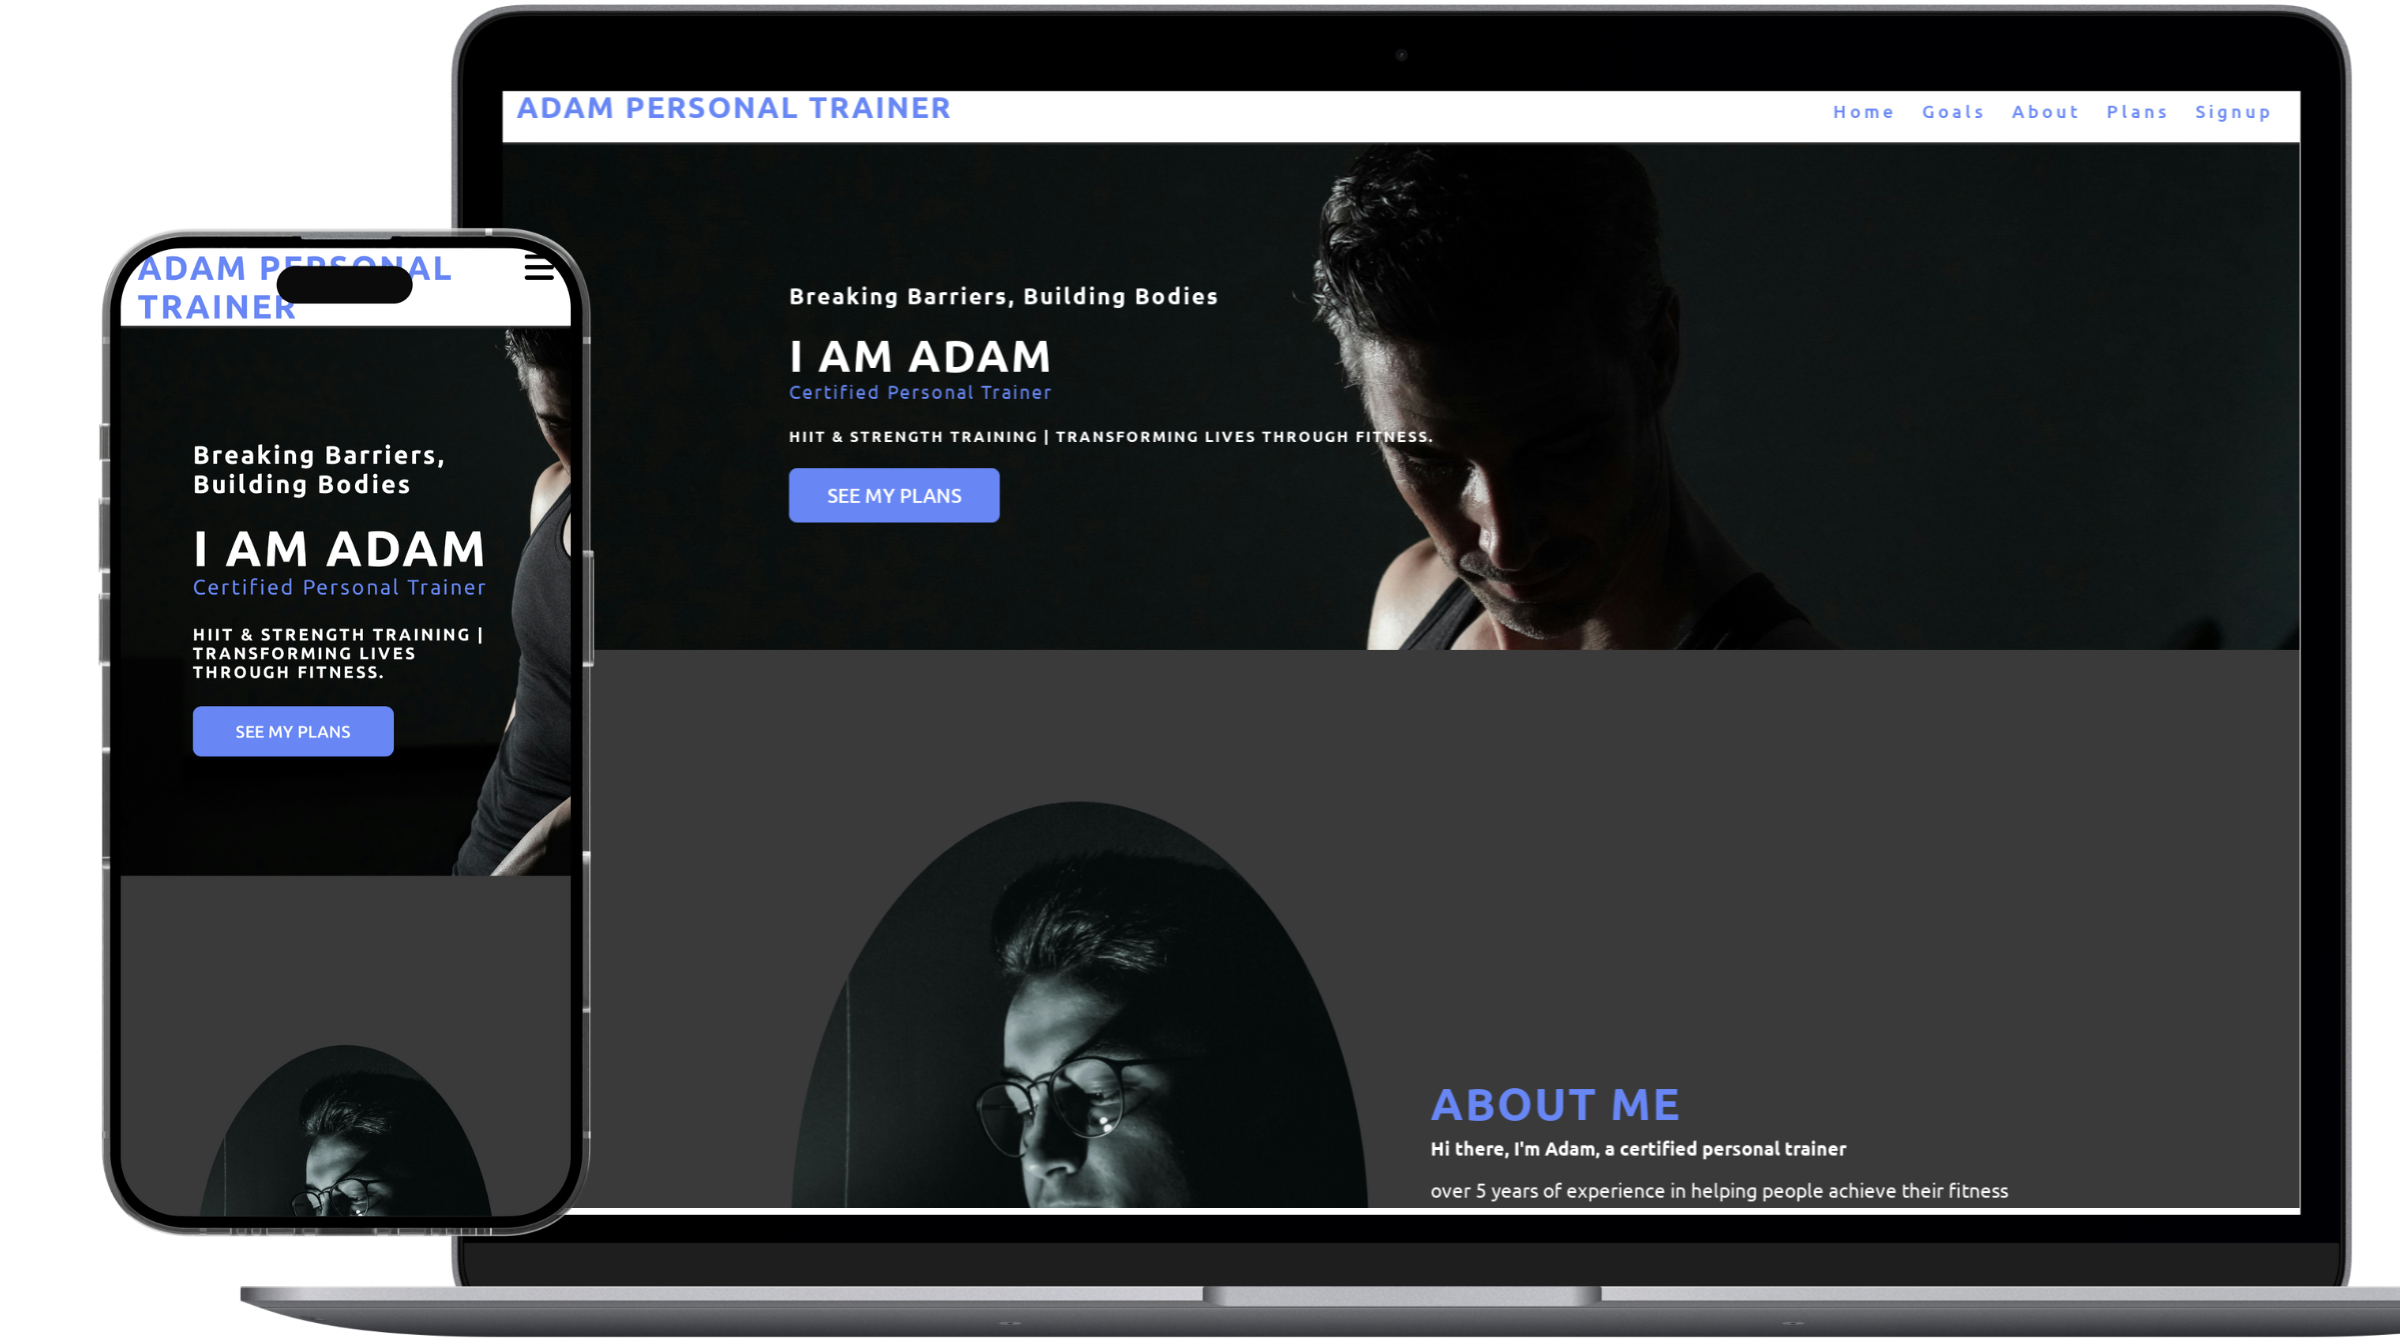 ADAM PERSONAL TRAINER
Home Goals About Plans Signup
Breaking Barriers, Building Bodies
I AM ADAM
Certified Personal Trainer
HIIT & STRENGTH TRAINING | TRANSFORMING LIVES THROUGH FITNESS.
SEE MY PLANS
ABOUT ME
Hi there, I'm Adam, a certified personal trainer
over 5 years of experience in helping people achieve their fitness
ADAM PERSONAL
TRAINER
Breaking Barriers,
Building Bodies
I AM ADAM
Certified Personal Trainer
HIIT & STRENGTH TRAINING |
TRANSFORMING LIVES
THROUGH FITNESS.
SEE MY PLANS